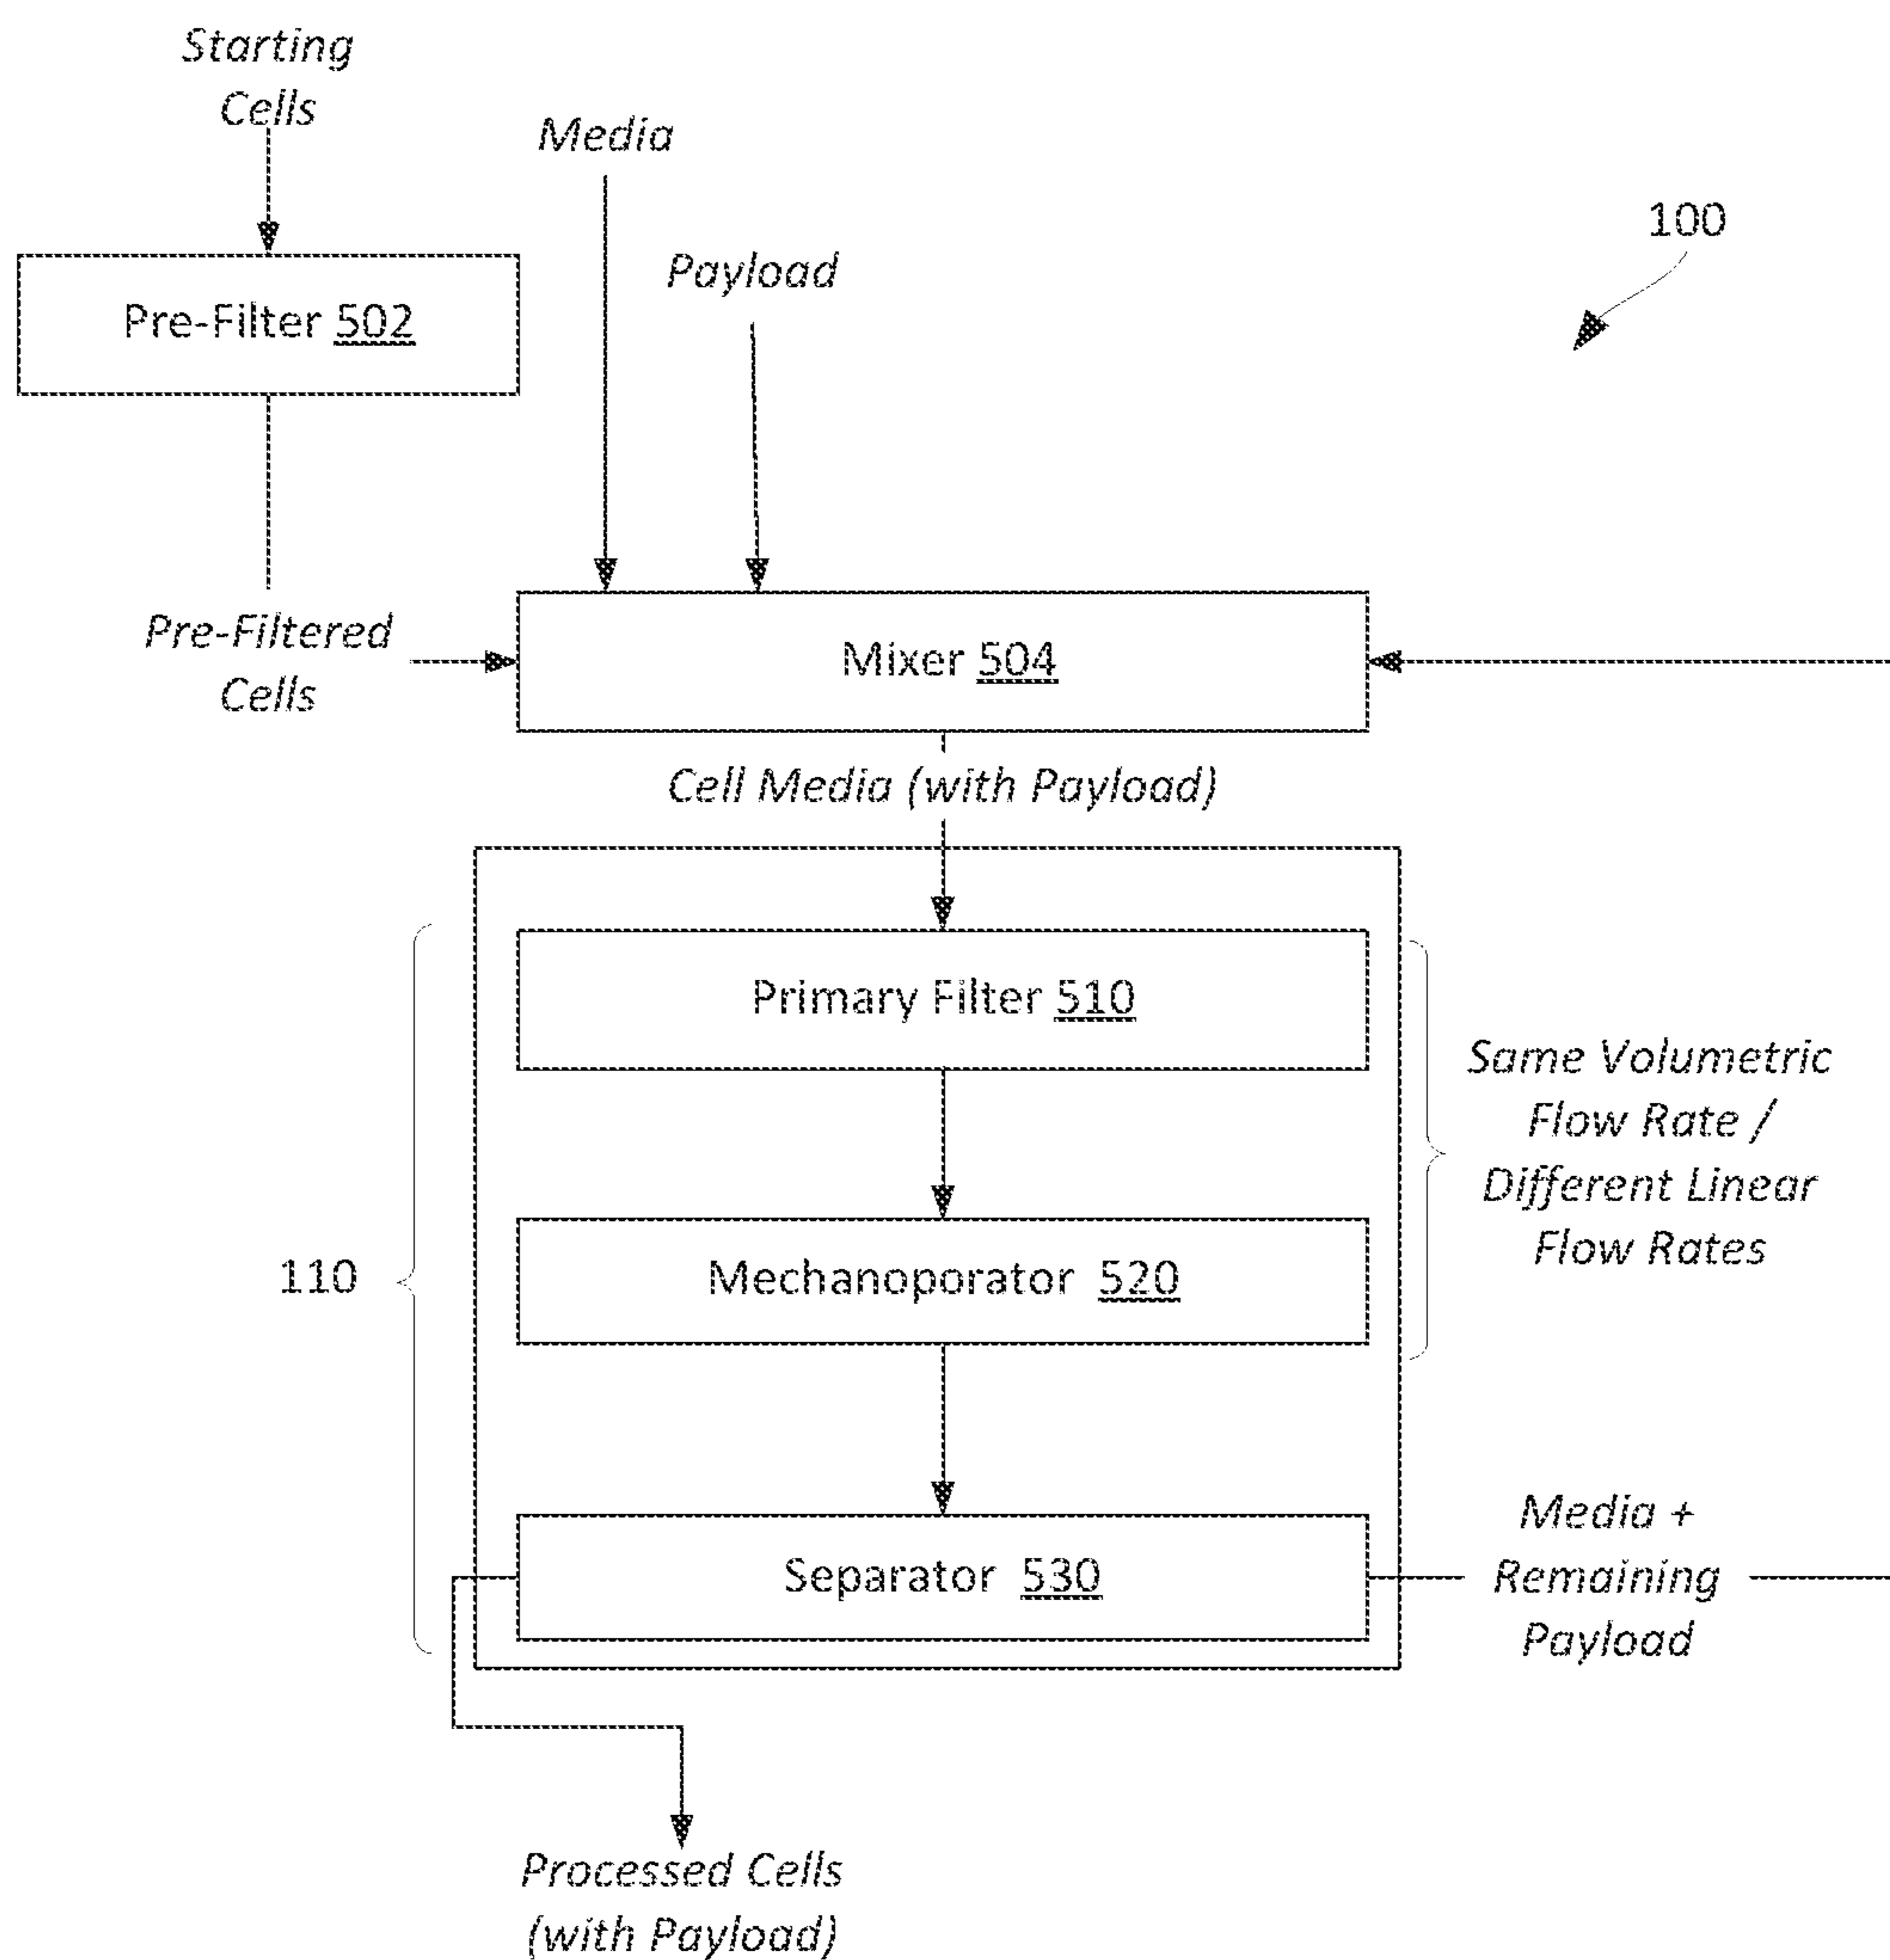 Starting
Cells
Media
100
Payload
Pre-Filter 502
Pre-Filtered
Cells
Mixer 504
Cell Media (with Payload)
Primary Filter 510
Same Volumetric
Flow Rate /
Different Linear
Flow Rates
110
Mechanoporator 520
Media +
Remaining
Payload
Separator 530
Processed Cells
(with Payload)